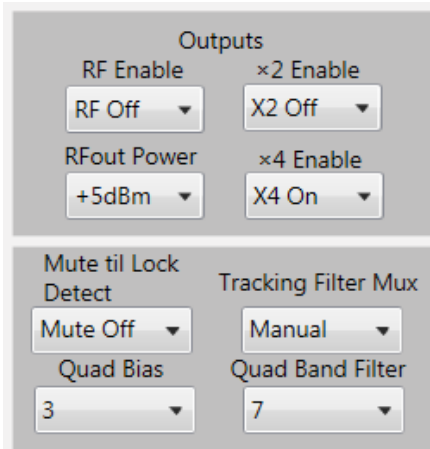 Outputs
RF Enable ×2 Enable
RF Off X2 Off
RFout Power ×4 Enable
+5dBm X4 On
Mute til Lock
Detect Tracking Filter Mux
Mute Off Manual
Quad Bias Quad Band Filter
3 7